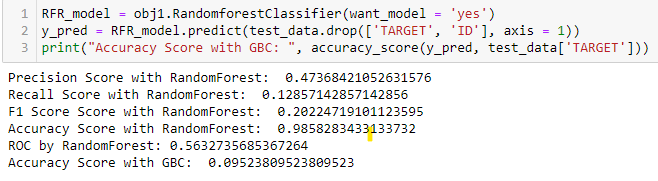 1 RFR_model = obj1.RandomforestClassifier(want_model = 'yes')
2 y_pred = RFR_model.predict(test_data.drop(['TARGET', 'ID'], axis = 1))
3 print("Accuracy Score with GBC: ", accuracy_score(y_pred, test_data['TARGET']))
Precision Score with RandomForest:  0.47368421052631576
Recall Score with RandomForest:  0.12857142857142856
F1 Score Score with RandomForest:  0.20224719101123595
Accuracy Score with RandomForest:  0.9858283433133732
ROC by RandomForest: 0.5632735685367264
Accuracy Score with GBC:  0.09523809523809523